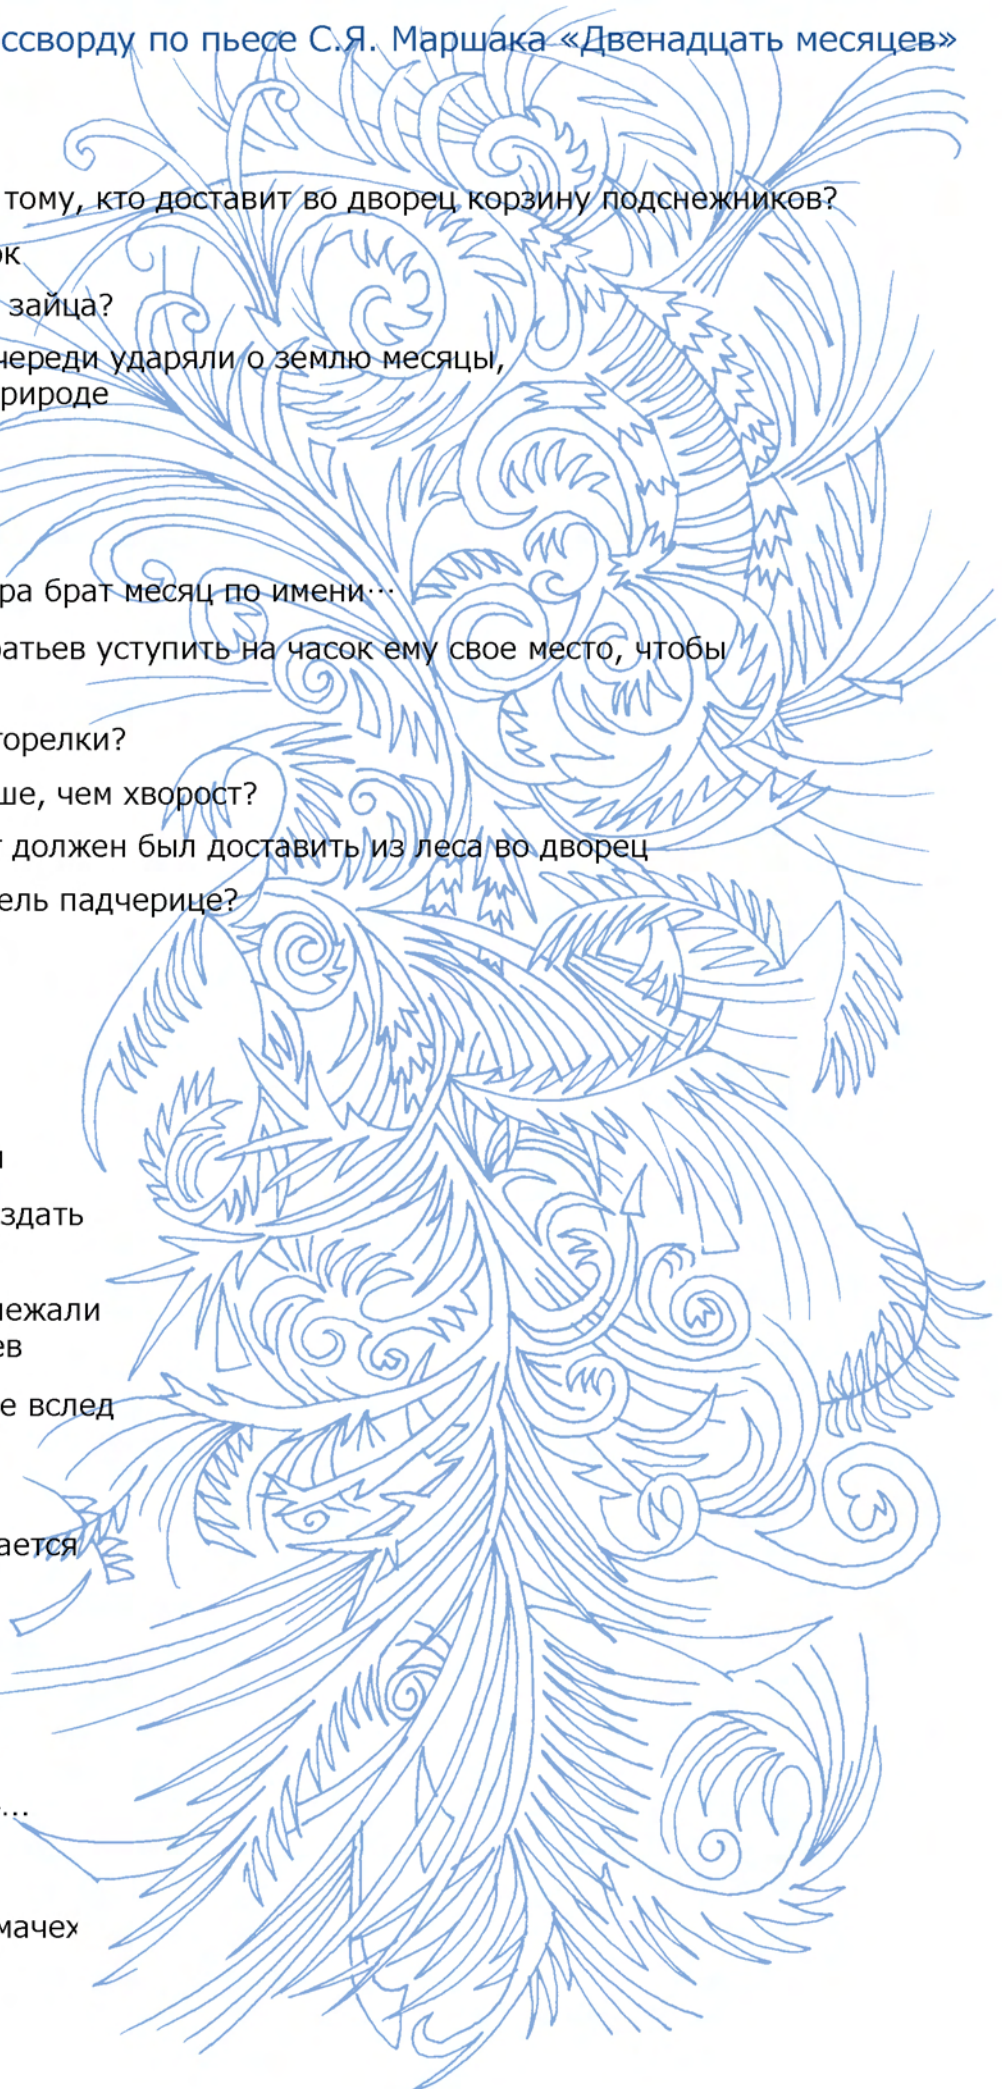 ссворду по пьесе С.Я. Маршака «Двенадцать месяцев»
тому, кто доставит во дворец корзину подснежников?
ок
зайца?
череди ударяли о землю месяцы,
рироде
ра брат месяц по имени…
ратьев уступить на часок ему свое место, чтобы
горелки?
ше, чем хворост?
т должен был доставить из леса во дворец
ель падчерице?
и
здать
лежали
ев
е вслед
ается
...
мачех